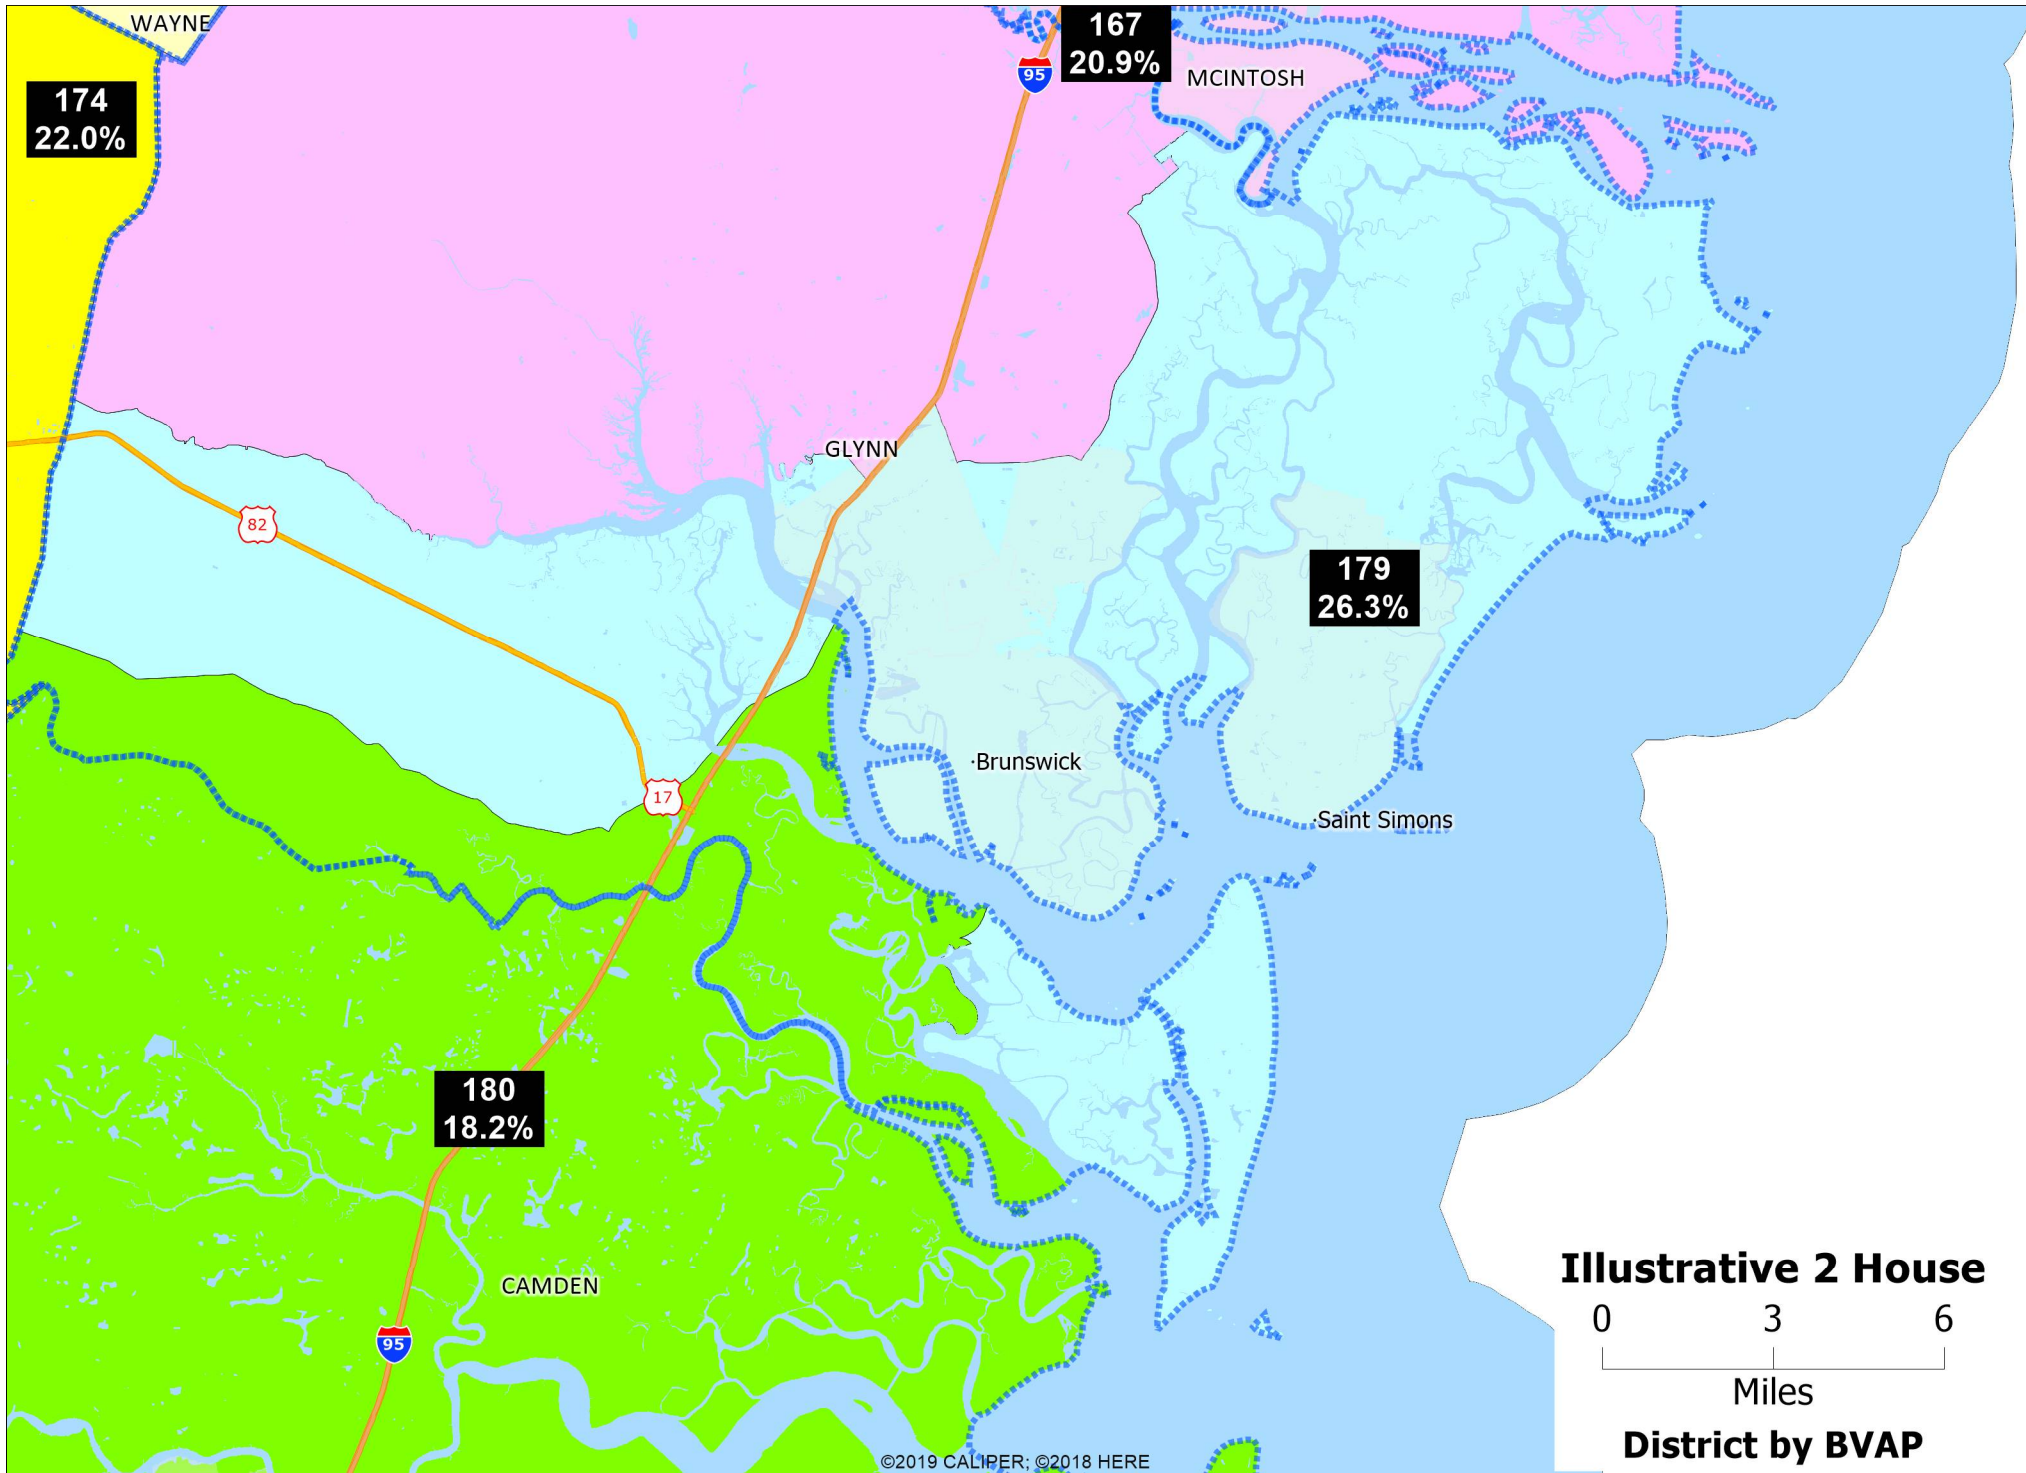 WAYNE
167
20.9%
95
MCINTOSH
174
22.0%
GLYNN
82
179
26.3%
Brunswick
17
Saint Simons
180
18.2%
CAMDEN
95
Illustrative 2 House
0 3 6
Miles
District by BVAP
©2019 CALIPER; ©2018 HERE